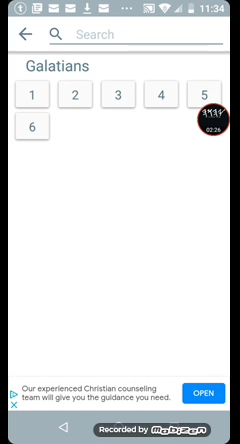 11:34
Search
Galatians
1 2 3 4 5
6
02:26
Our experienced Christian counseling
team will give you the guidance you need.
OPEN
Recorded by Mobizen